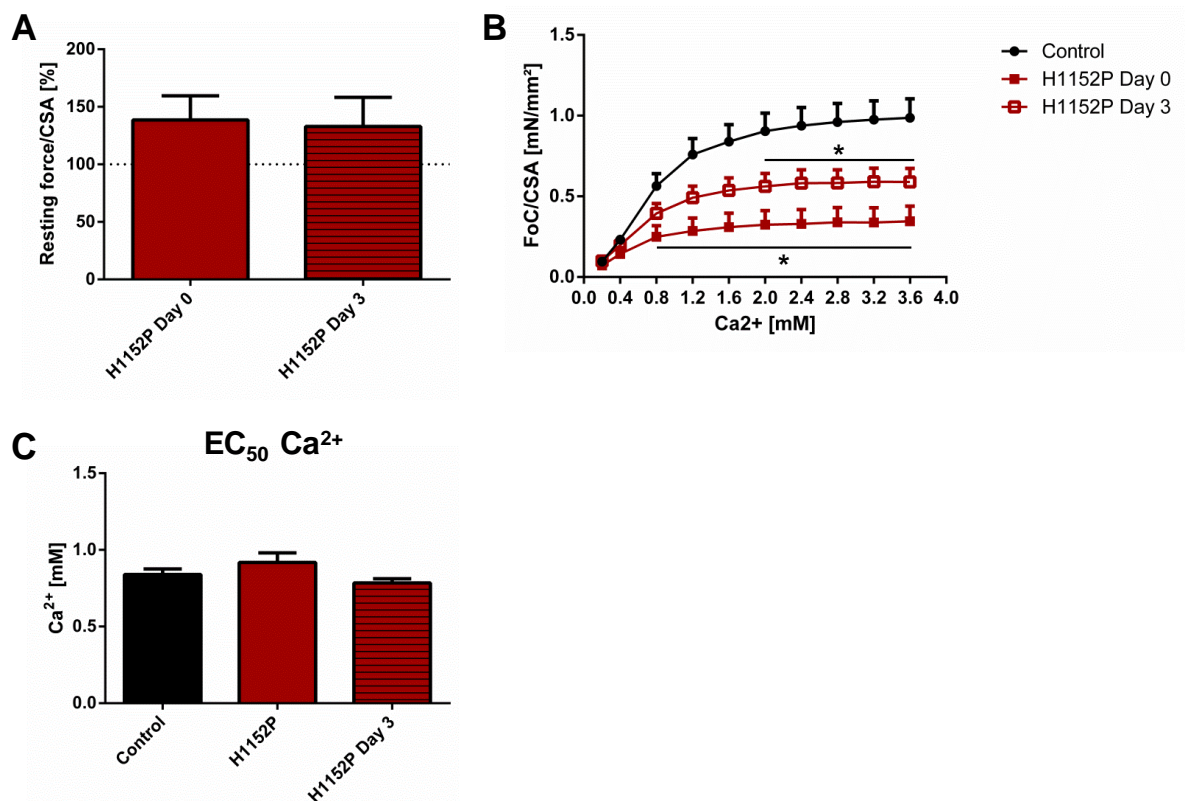 A
Resting force/CSA [%]
200
150
100
50
0
H1152P Day 0
H1152P Day 3
B
FoC/CSA [mN/mm²]
1.5
1.0
0.5
0.0
*
*
0.0 0.4 0.8 1.2 1.6 2.0 2.4 2.8 3.2 3.6 4.0
Ca2+ [mM]
Control
H1152P Day 0
H1152P Day 3
C
EC₅₀ Ca²⁺
Ca²⁺ [mM]
1.5
1.0
0.5
0.0
Control
H1152P
H1152P Day 3